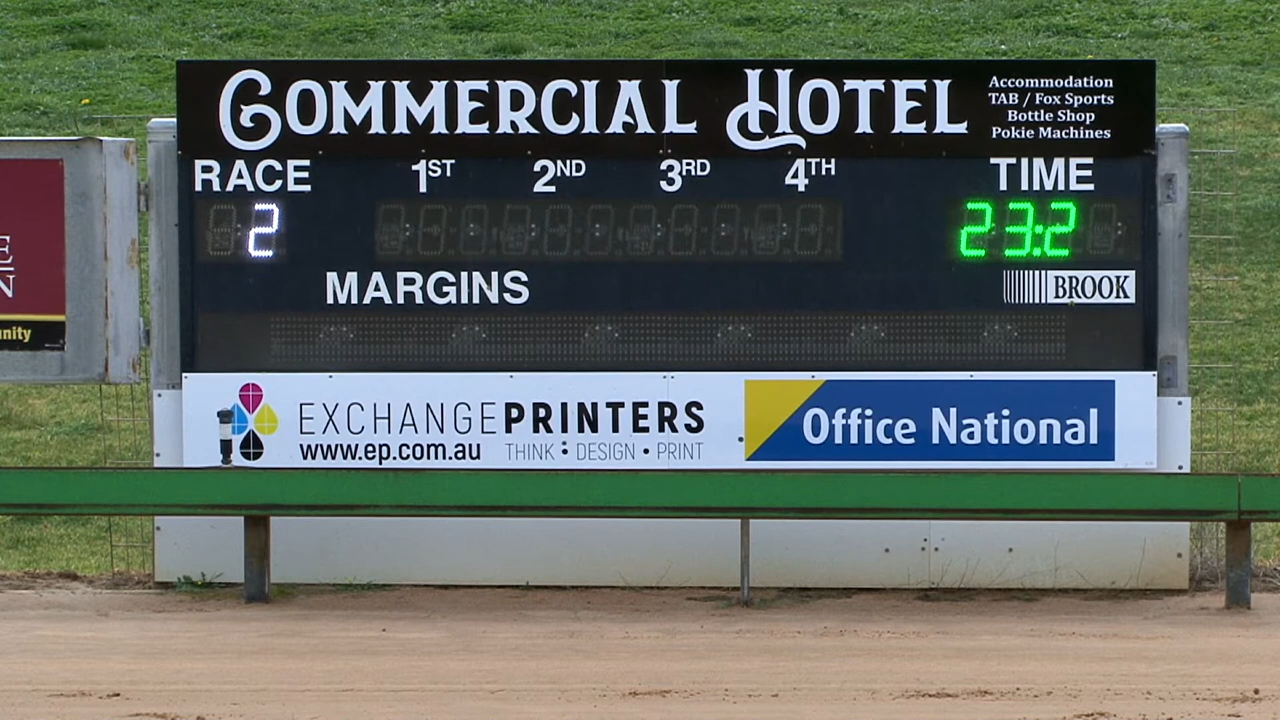 COMMERCIAL HOTEL
Accommodation
TAB / Fox Sports
Bottle Shop
Pokie Machines
RACE 1ST 2ND 3RD 4TH TIME
2 23:2
MARGINS
BROOK
E
N
unity
EXCHANGEPRINTERS
www.ep.com.au THINK : DESIGN • PRINT
Office National